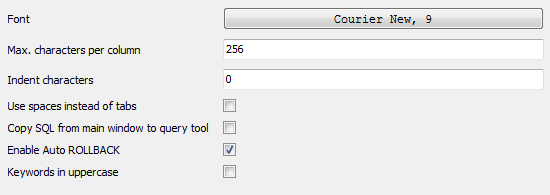 Font Courier New, 9
Max. characters per column 256
Indent characters 0
Use spaces instead of tabs
Copy SQL from main window to query tool
Enable Auto ROLLBACK
Keywords in uppercase